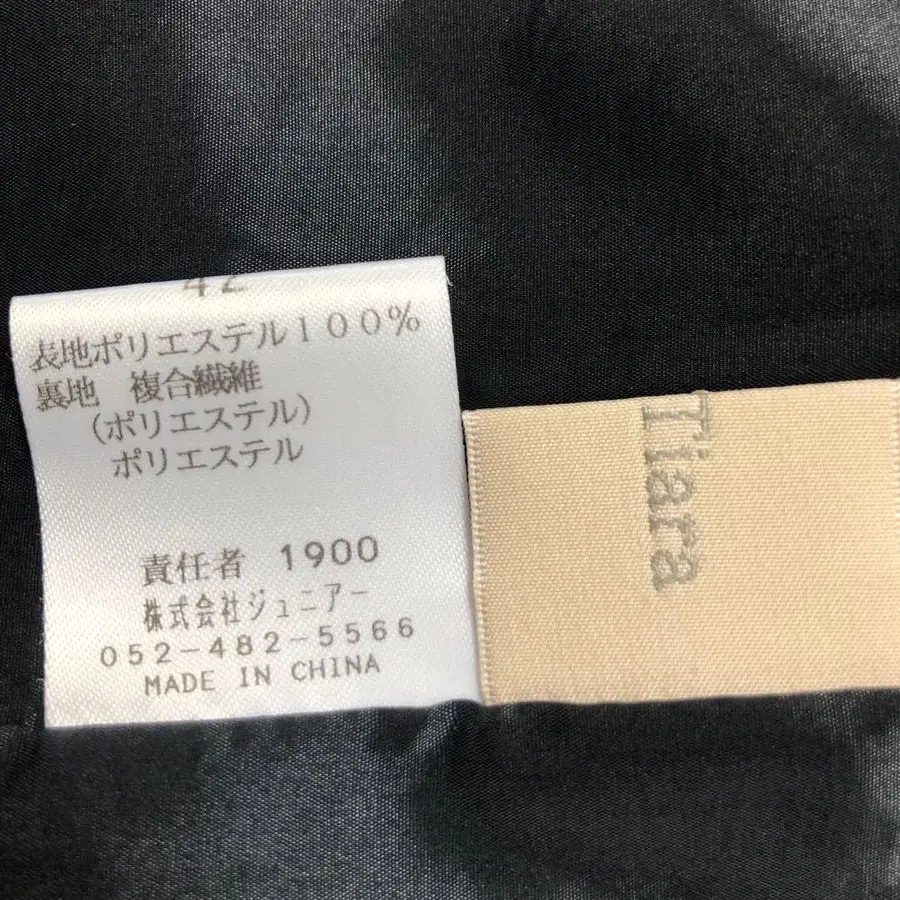 42
表地ポリエステル100%
裏地 複合繊維
(ポリエステル)
ポリエステル
責任者 1900
株式会社ジュニアー
052-482-5566
MADE IN CHINA
Tiara